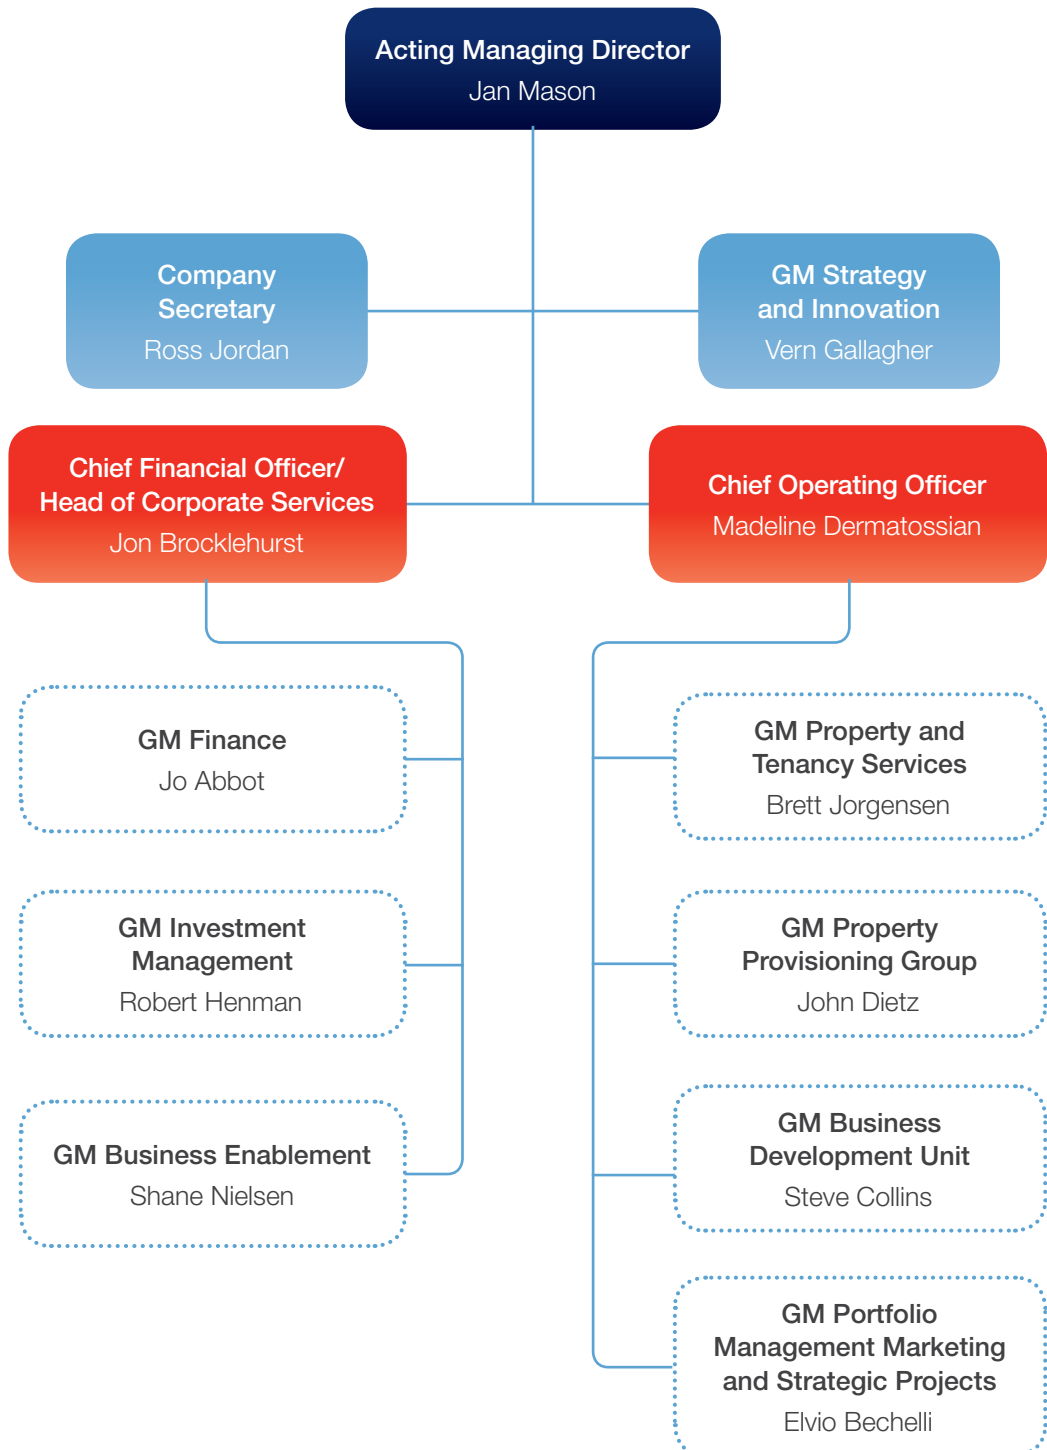 Acting Managing Director
Jan Mason
Company
Secretary
Ross Jordan
GM Strategy
and Innovation
Vern Gallagher
Chief Financial Officer/
Head of Corporate Services
Jon Brocklehurst
Chief Operating Officer
Madeline Dermatossian
GM Finance
Jo Abbot
GM Investment
Management
Robert Henman
GM Business Enablement
Shane Nielsen
GM Property and
Tenancy Services
Brett Jorgensen
GM Property
Provisioning Group
John Dietz
GM Business
Development Unit
Steve Collins
GM Portfolio
Management Marketing
and Strategic Projects
Elvio Bechelli